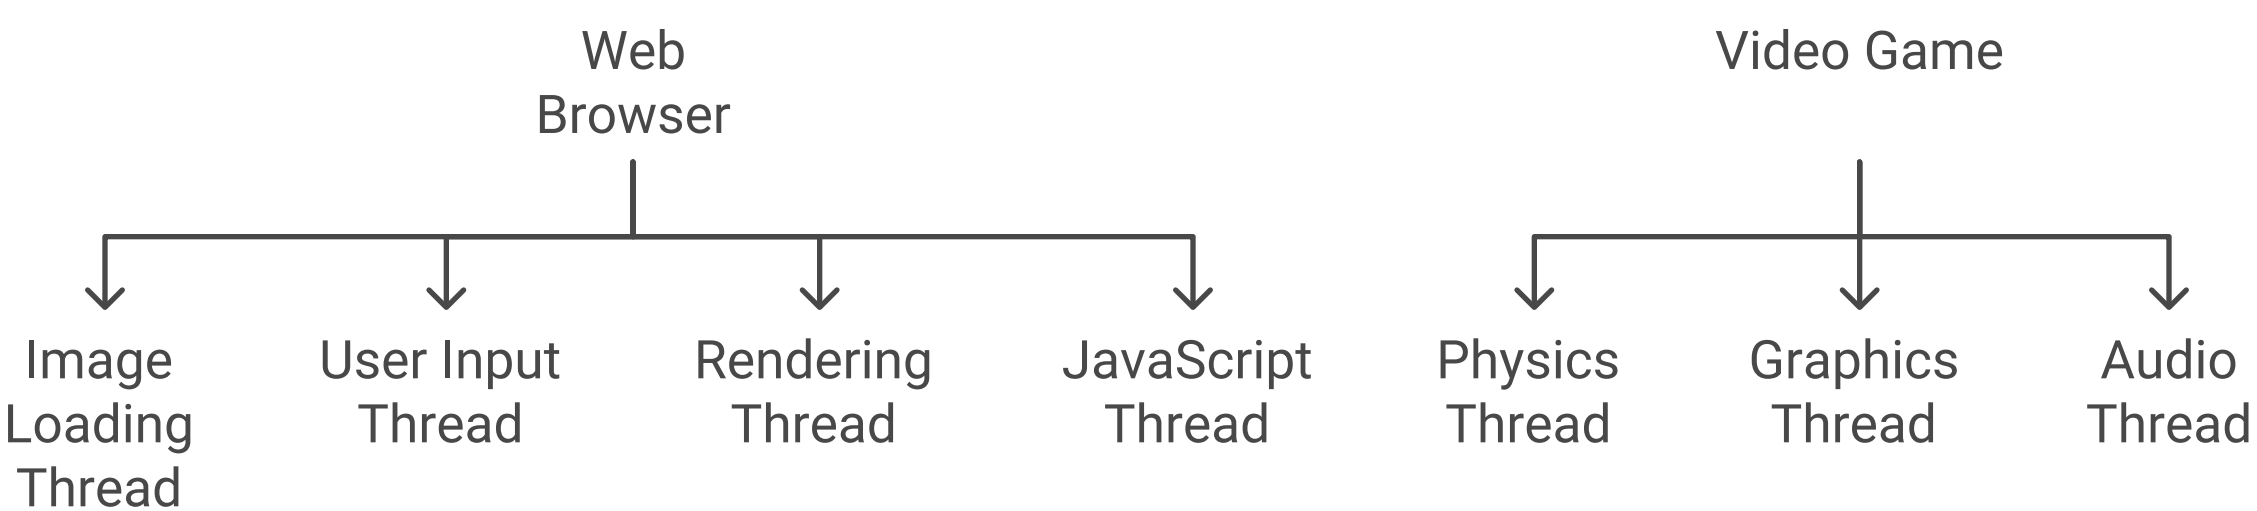 Web
Browser
Video Game
Image
Loading
Thread
User Input
Thread
Rendering
Thread
JavaScript
Thread
Physics
Thread
Graphics
Thread
Audio
Thread